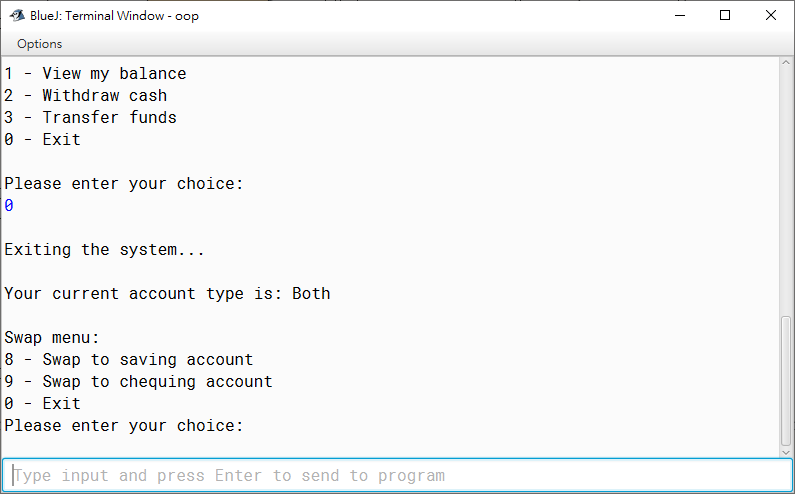 BlueJ: Terminal Window - oop
Options
1 - View my balance
2 - Withdraw cash
3 - Transfer funds
0 - Exit
Please enter your choice:
0
Exiting the system...
Your current account type is: Both
Swap menu:
8 - Swap to saving account
9 - Swap to chequing account
0 - Exit
Please enter your choice:
Type input and press Enter to send to program